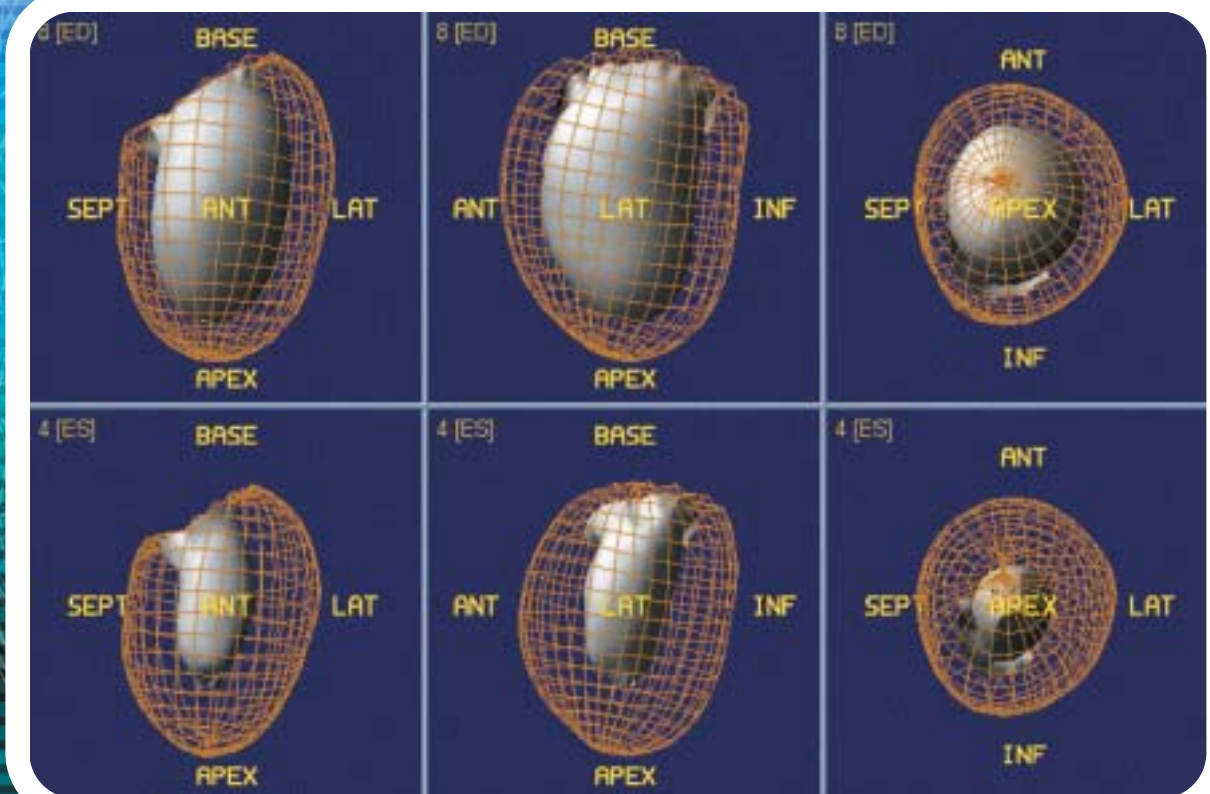 8 [ED]
BASE
SEPT
ANT
LAT
APEX
8 [ED]
BASE
ANT
LAT
INF
APEX
8 [ED]
ANT
SEPT
APEX
LAT
INF
4 [ES]
BASE
SEPT
ANT
LAT
APEX
4 [ES]
BASE
ANT
LAT
INF
APEX
4 [ES]
ANT
SEPT
APEX
LAT
INF